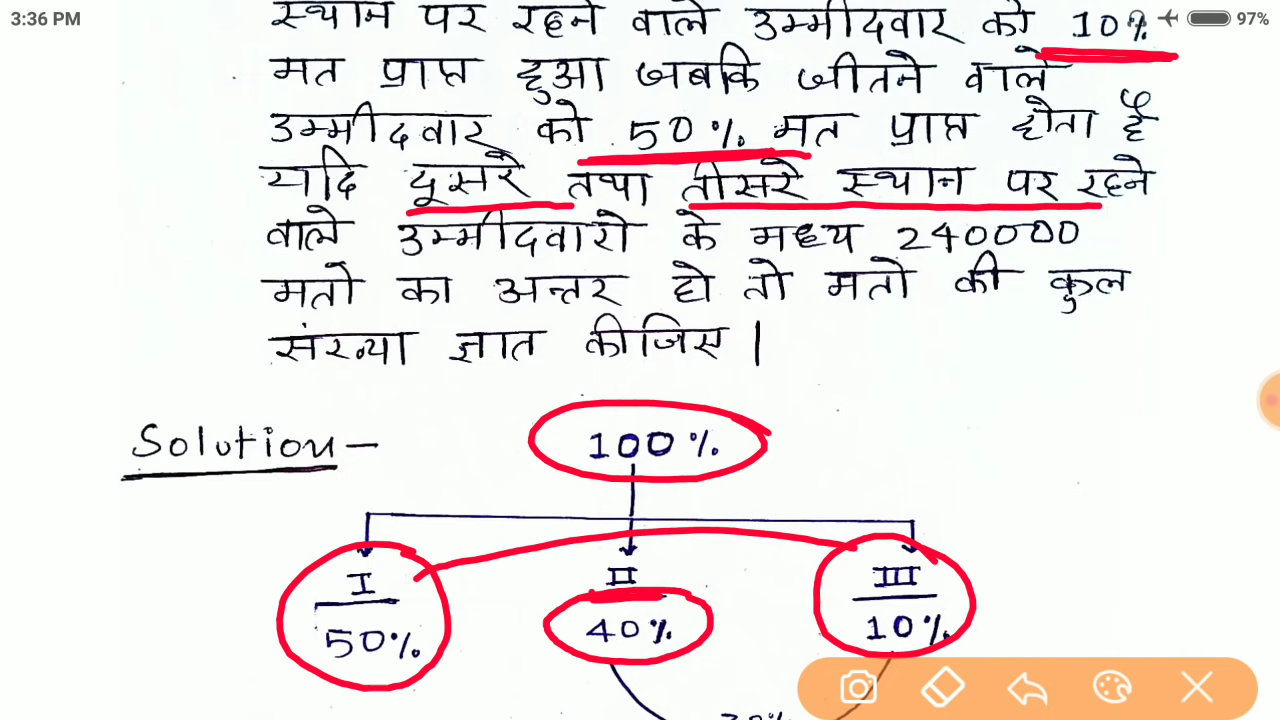 3:36 PM 97%
स्थान पर रहने वाले उम्मीदवार को 10%
मत प्राप्त हुआ जबकि जीतने वाले
उम्मीदवार को 50% मत प्राप्त होता है
यदि दूसरे तथा तीसरे स्थान पर रहने
वाले उम्मीदवारो के मध्य 240000
मतो का अन्तर हो तो मतो की कुल
संख्या ज्ञात कीजिए |
Solution - 100%
I II III
50% 40% 10%